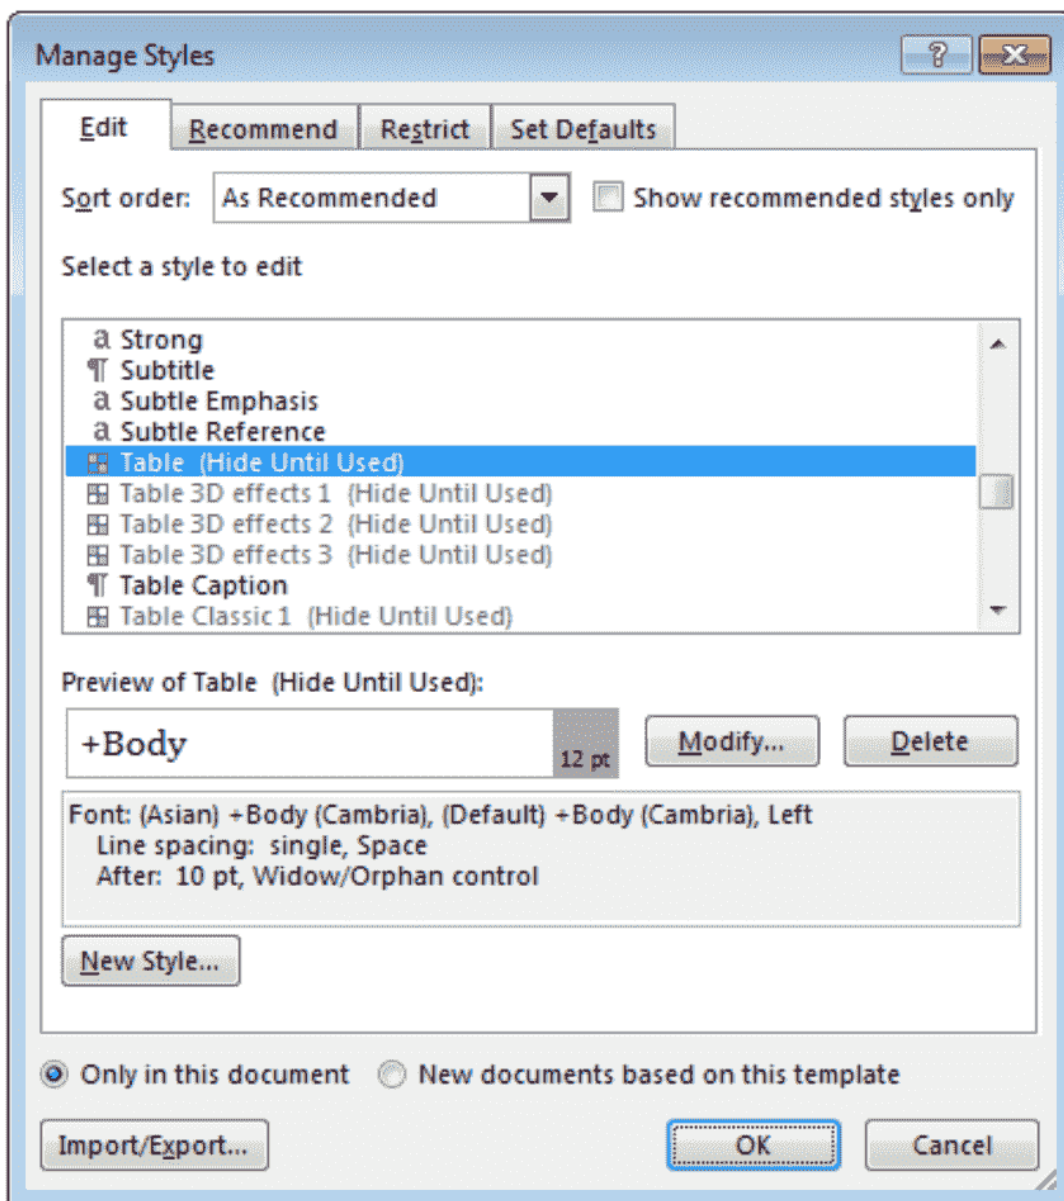 Manage Styles
Edit Recommend Restrict Set Defaults
Sort order: As Recommended Show recommended styles only
Select a style to edit
a Strong
¶ Subtitle
a Subtle Emphasis
a Subtle Reference
Table (Hide Until Used)
Table 3D effects 1 (Hide Until Used)
Table 3D effects 2 (Hide Until Used)
Table 3D effects 3 (Hide Until Used)
¶ Table Caption
Table Classic 1 (Hide Until Used)
Preview of Table (Hide Until Used):
+Body 12 pt Modify... Delete
Font: (Asian) +Body (Cambria), (Default) +Body (Cambria), Left
Line spacing: single, Space
After: 10 pt, Widow/Orphan control
New Style...
Only in this document New documents based on this template
Import/Export... OK Cancel